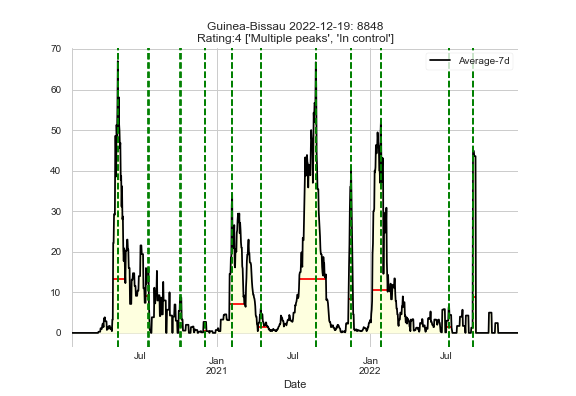 Guinea-Bissau 2022-12-19: 8848
Rating:4 ['Multiple peaks', 'In control']
70
60
50
40
30
20
10
0
Average-7d
Jul
Jan
2021
Jul
Jan
2022
Jul
Date